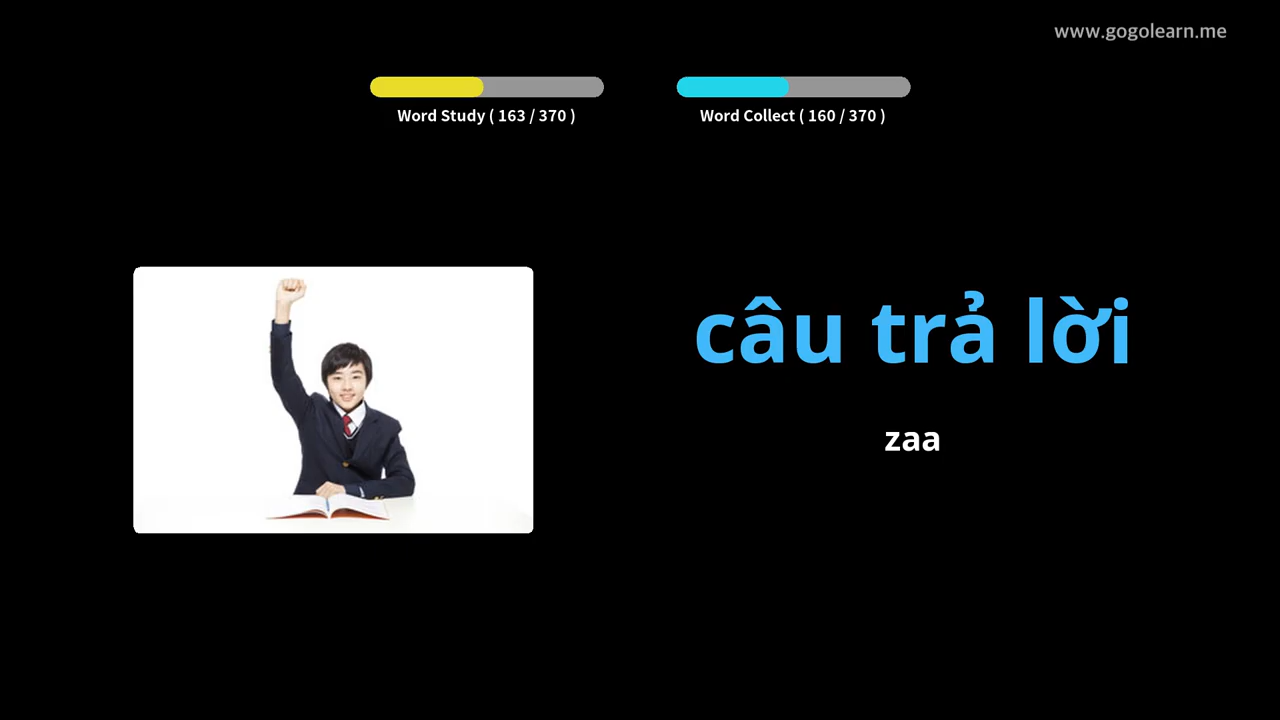 www.gogolearn.me
Word Study ( 163 / 370 )
Word Collect ( 160 / 370 )
câu trả lời
zaa